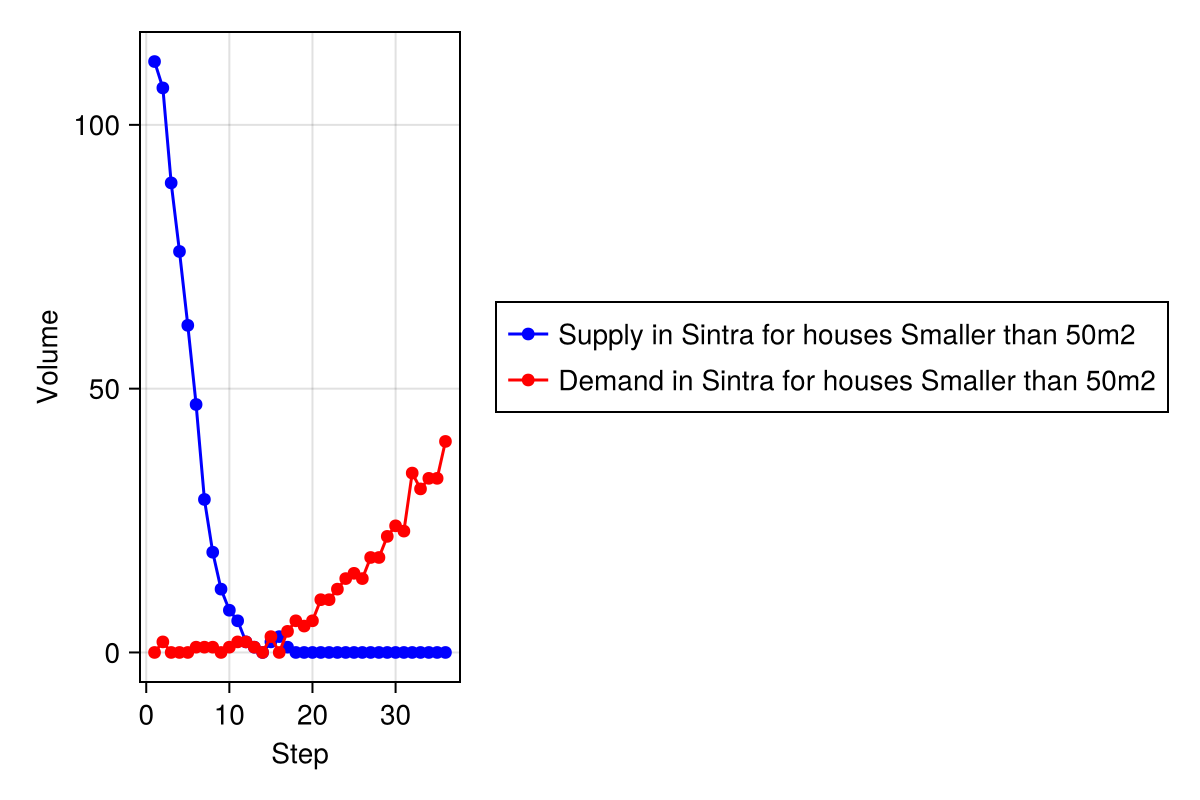 100
50
0
Volume
0 10 20 30
Step
Supply in Sintra for houses Smaller than 50m2
Demand in Sintra for houses Smaller than 50m2